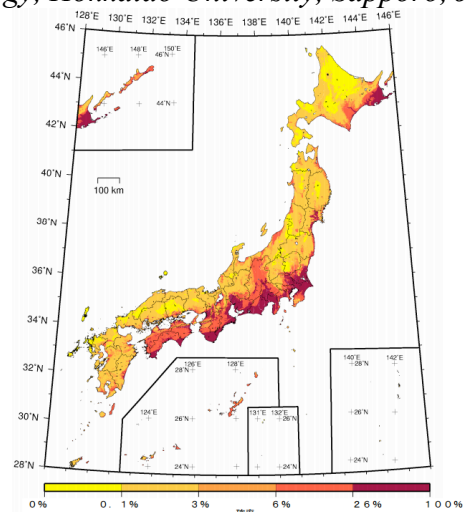 gy, Hokkaido University, Sapporo,
128°E 130°E 132°E 134°E 136°E 138°E 140°E 142°E 144°E 146°E
46°N
146°E 148°E 150°E
46°N
44°N
44°N
42°N
40°N
100 km
38°N
36°N
34°N
32°N
126°E 128°E
28°N
140°E 142°E
28°N
124°E
26°N
131°E 132°E
26°N
26°N
30°N
24°N
24°N
24°N
28°N
0% 0.1% 3% 6% 26% 100%